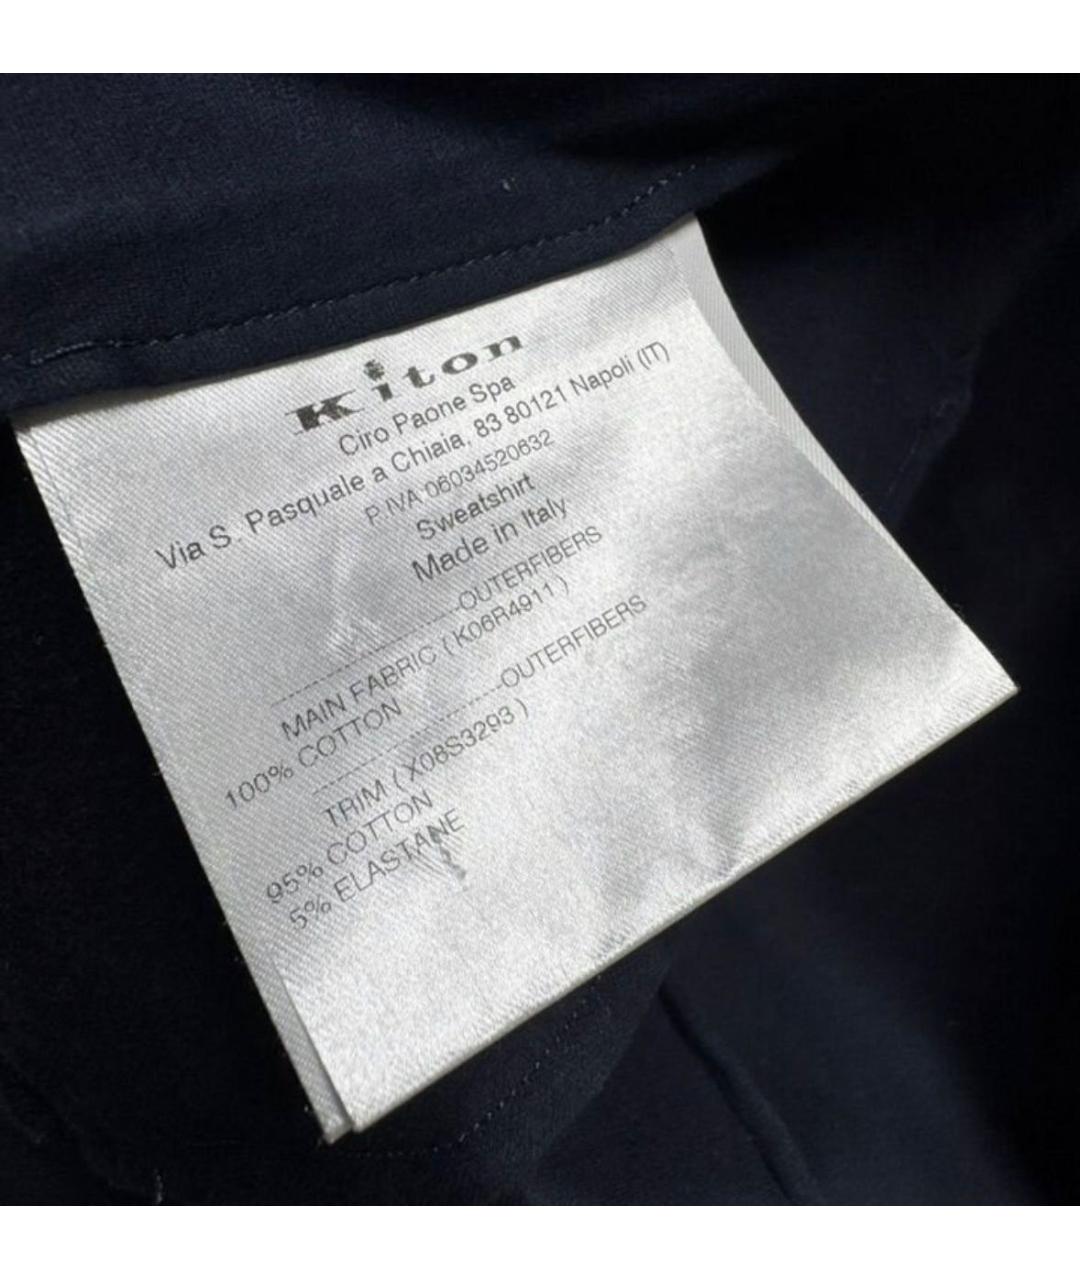 Kiton
Ciro Paone Spa
Via S. Pasquale a Chiaia, 83 80121 Napoli (IT)
P.IVA 06034520632
Sweatshirt
Made in Italy
--------------------OUTERFIBERS
MAIN FABRIC ( K06R4911 )
100% COTTON
--------------------OUTERFIBERS
TRIM ( X08S3293 )
95% COTTON
5% ELASTANE